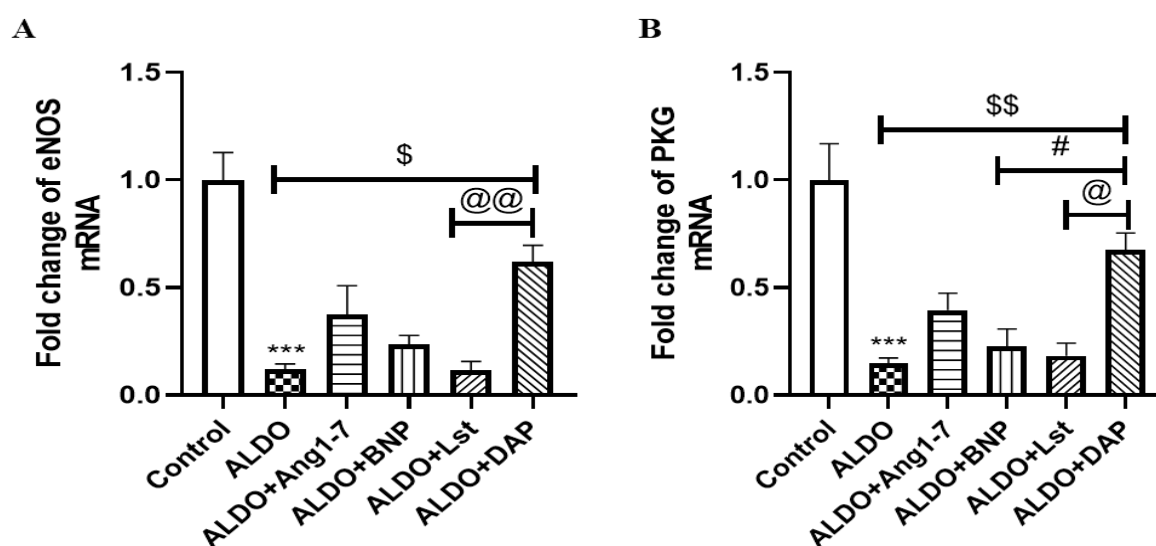 A
Fold change of eNOS
mRNA
1.5
1.0
0.5
0.0
$
@@
***
Control
ALDO
ALDO+Ang1-7
ALDO+BNP
ALDO+Lst
ALDO+DAP
B
Fold change of PKG
mRNA
1.5
1.0
0.5
0.0
$$
#
@
***
Control
ALDO
ALDO+Ang1-7
ALDO+BNP
ALDO+Lst
ALDO+DAP